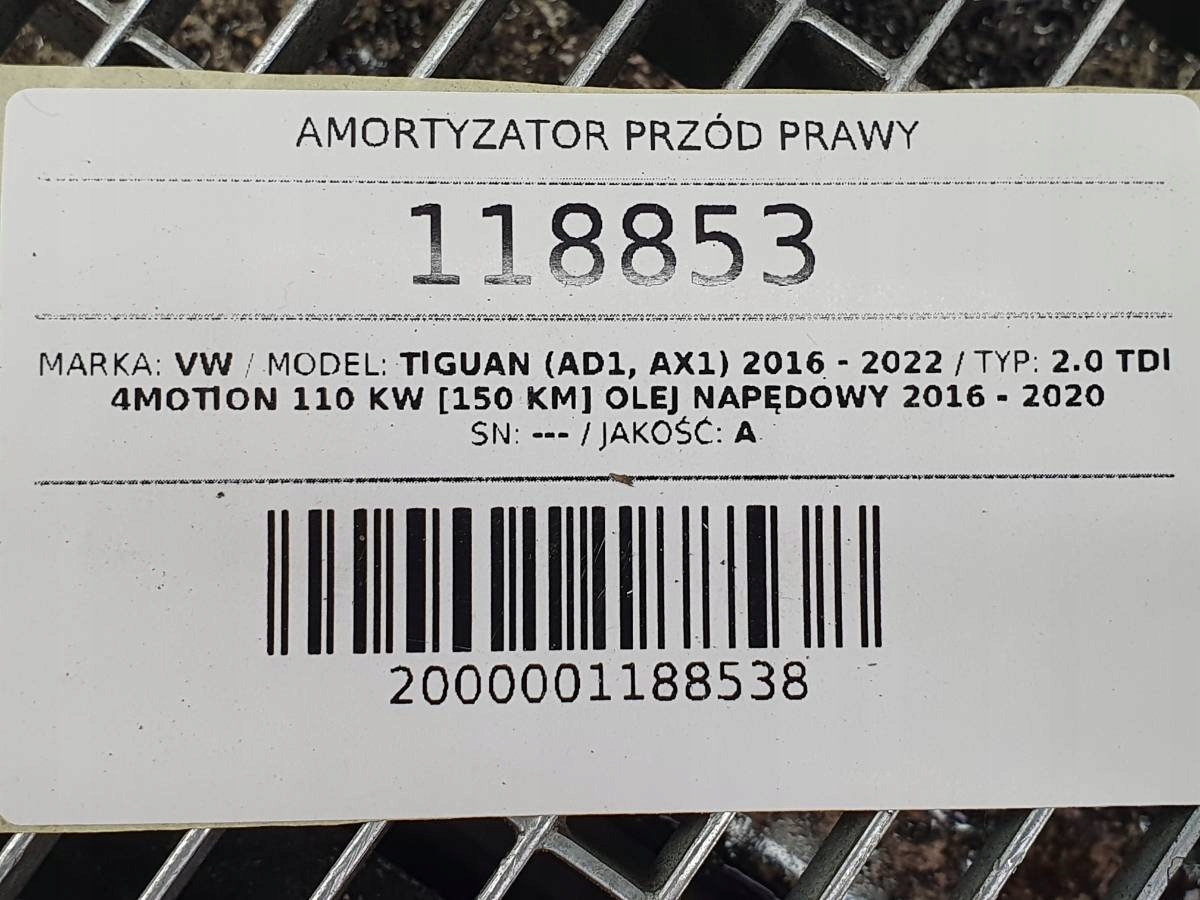 AMORTYZATOR PRZÓD PRAWY
118853
MARKA: VW / MODEL: TIGUAN (AD1, AX1) 2016 - 2022 / TYP: 2.0 TDI
4MOTION 110 KW [150 KM] OLEJ NAPĘDOWY 2016 - 2020
SN: --- / JAKOŚĆ: A
2000001188538